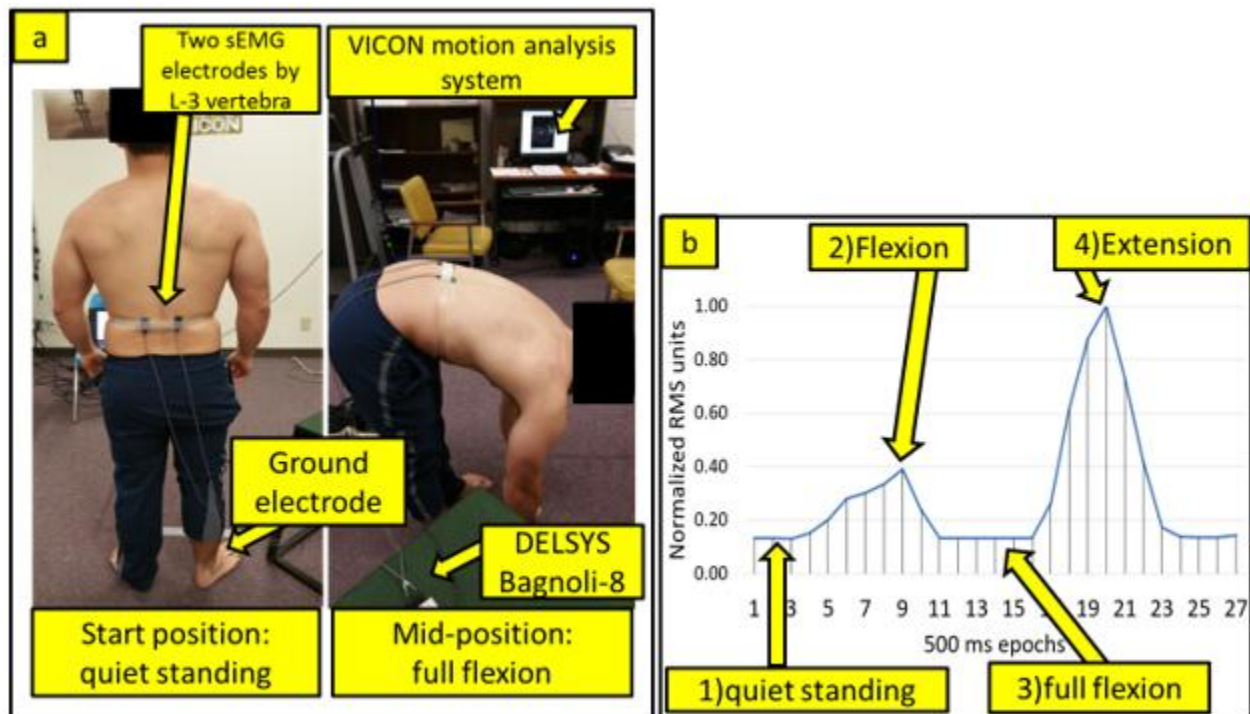 a
Two sEMG
electrodes by
L-3 vertebra
VICON motion analysis
system
ICON
Ground
electrode
DELSYS
Bagnoli-8
Start position:
quiet standing
Mid-position:
full flexion
b
2)Flexion
4)Extension
Normalized RMS units
1.00
0.80
0.60
0.40
0.20
0.00
1 3 5 7 9 11 13 15 19 21 23 25 27
500 ms epochs
1)quiet standing
3)full flexion